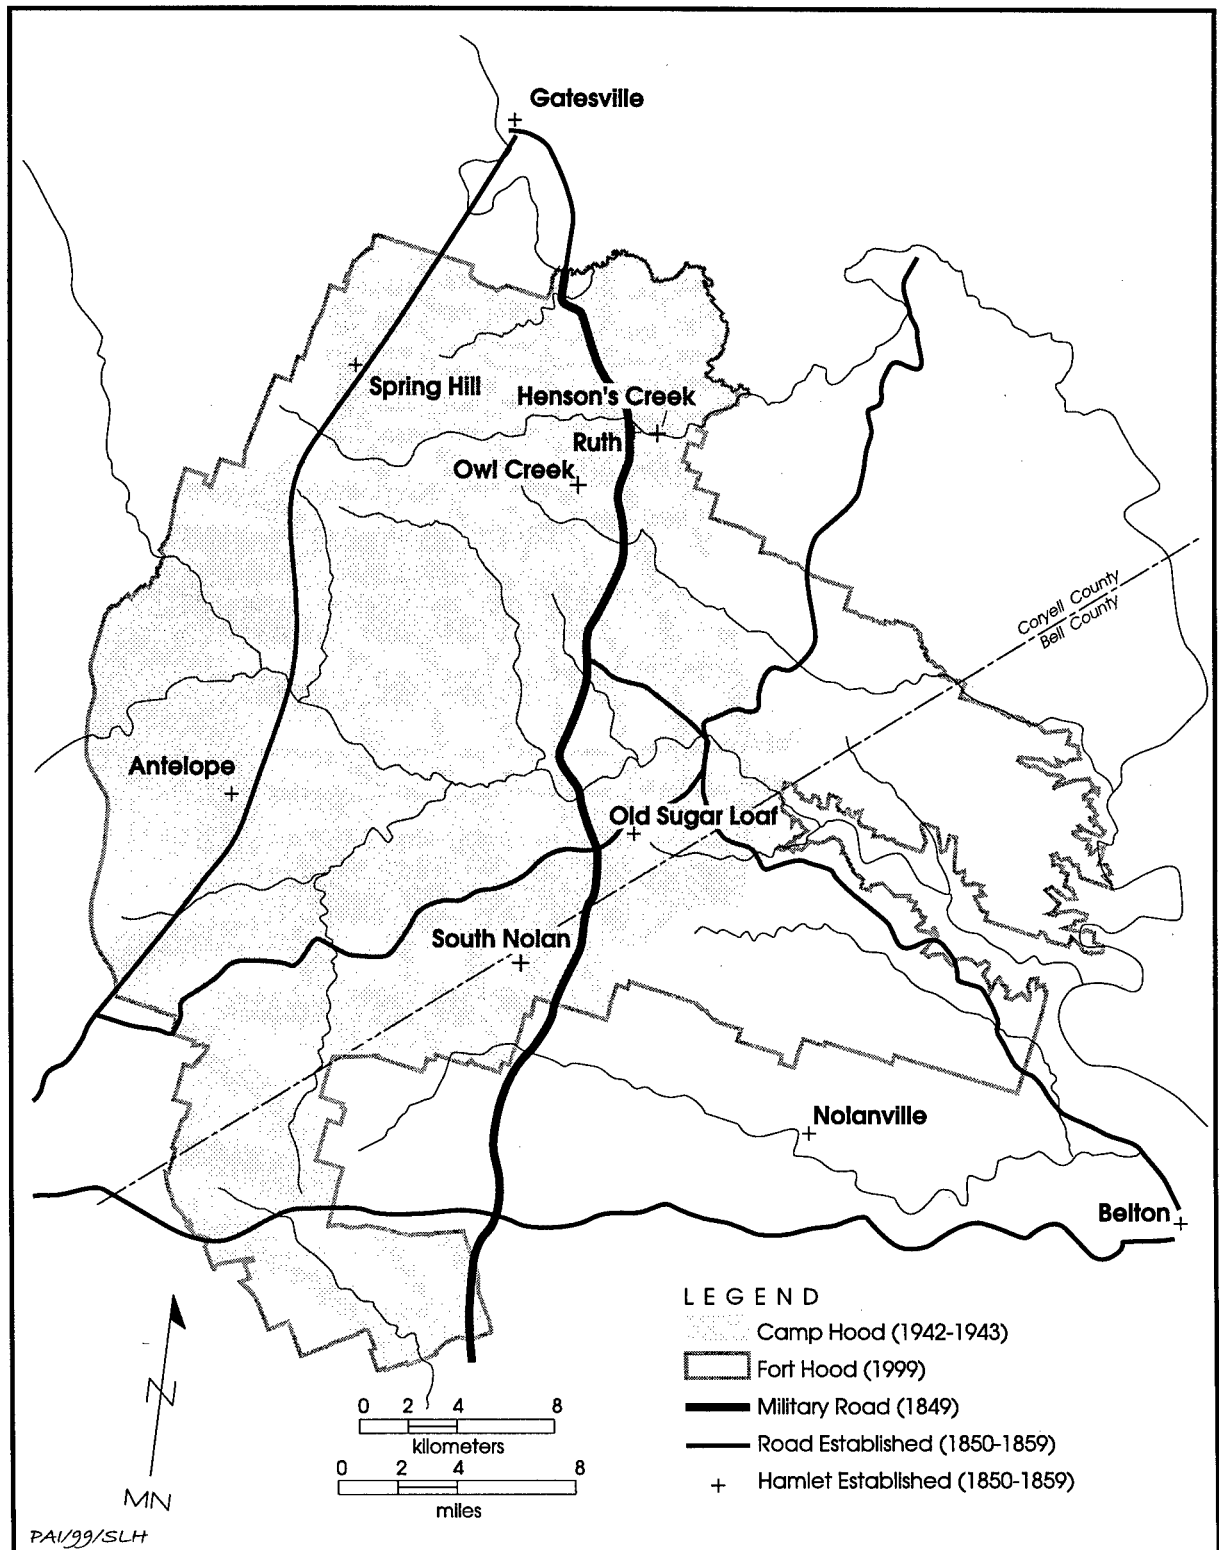 Gatesville
Spring Hill
Henson's Creek
Ruth
Owl Creek
Coryell County
Bell County
Antelope
Old Sugar Loaf
South Nolan
Nolanville
Belton
LEGEND
Camp Hood (1942-1943)
Fort Hood (1999)
Military Road (1849)
Road Established (1850-1859)
Hamlet Established (1850-1859)
N
MN
0 2 4 8
kilometers
0 2 4 8
miles
PAI/99/SLH